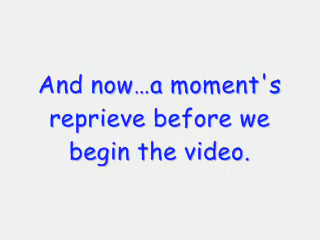 And now...a moment's
reprieve before we
begin the video.